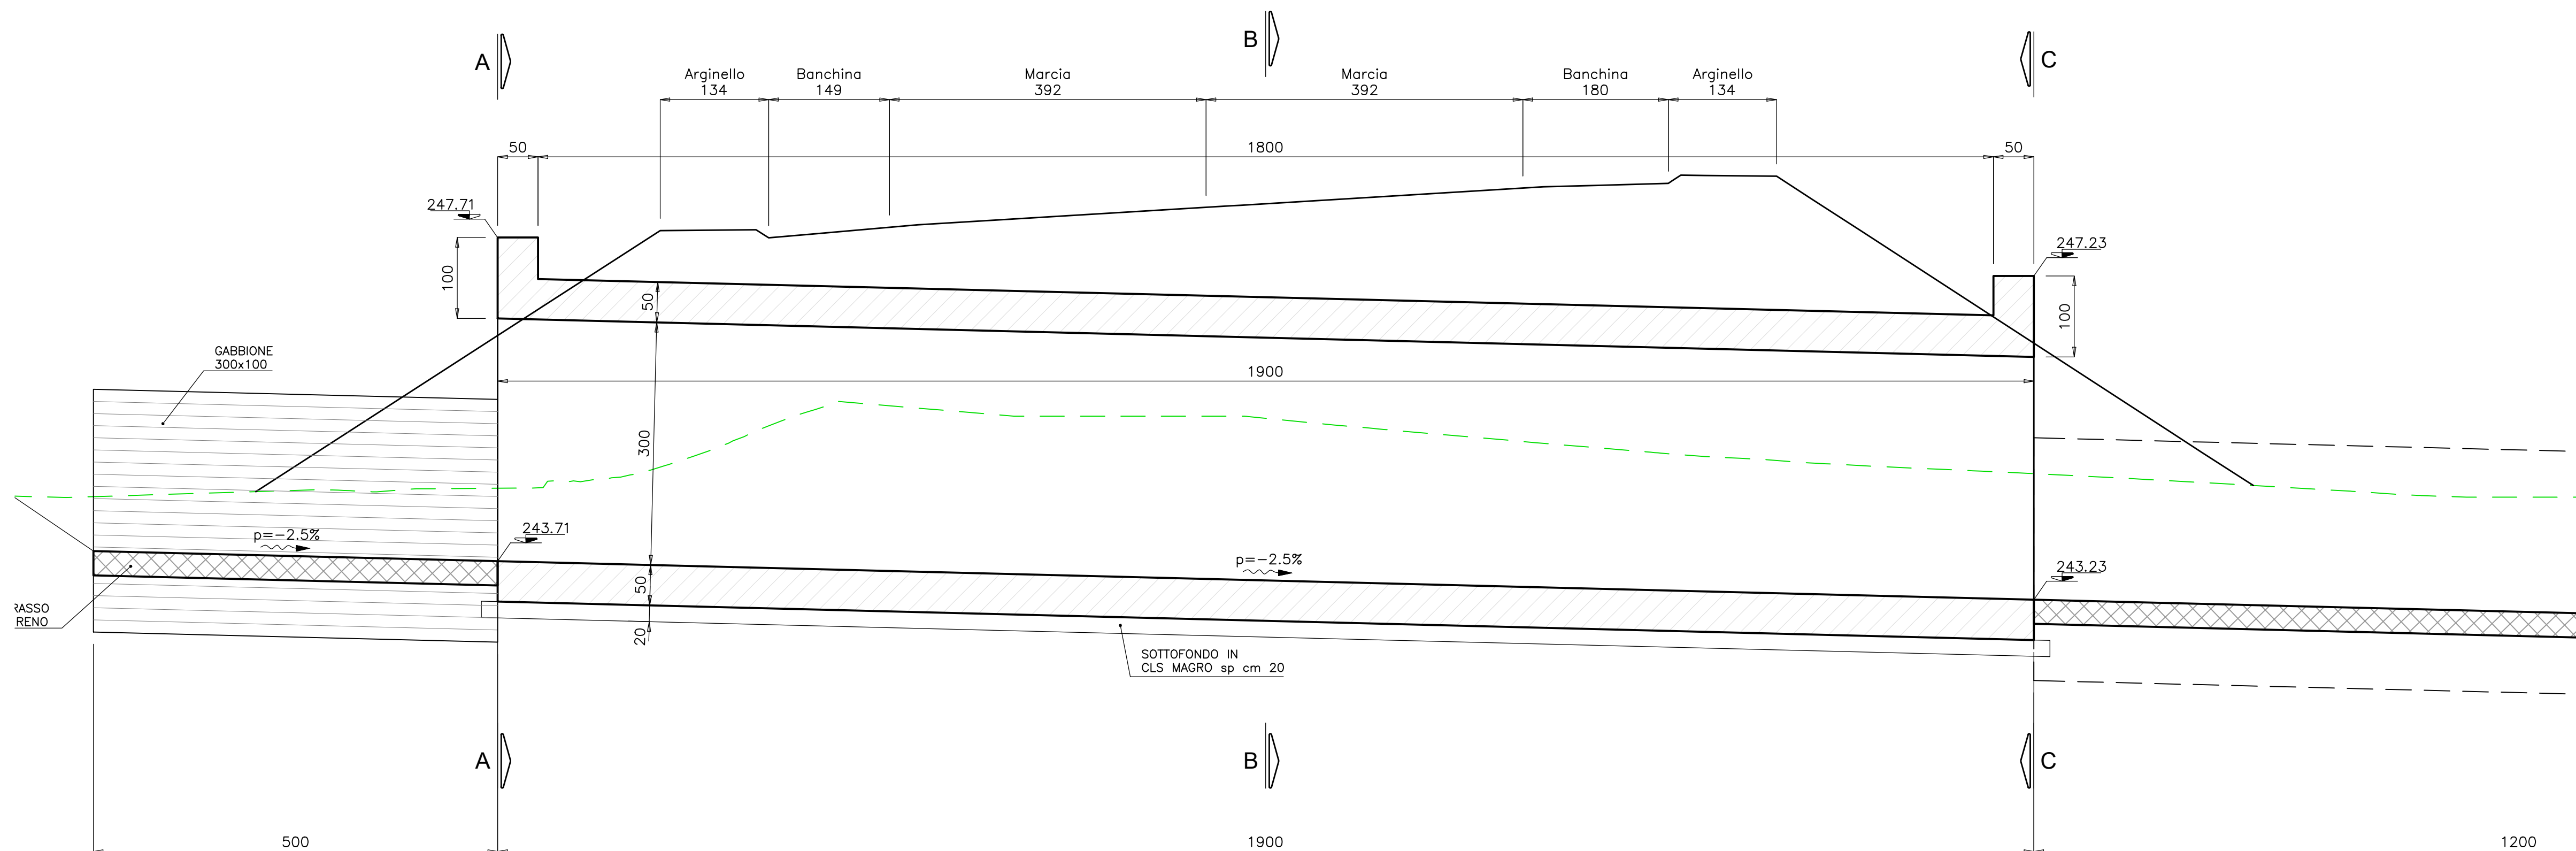 A
B
C
Arginello
134
Banchina
149
Marcia
392
Marcia
392
Banchina
180
Arginello
134
50
1800
50
247.71
247.23
100
50
100
GABBIONE
300x100
1900
300
243.71
p=-2.5%
p=-2.5%
243.23
50
20
RASSO
RENO
SOTTOFONDO IN
CLS MAGRO sp cm 20
A
B
C
500
1900
1200